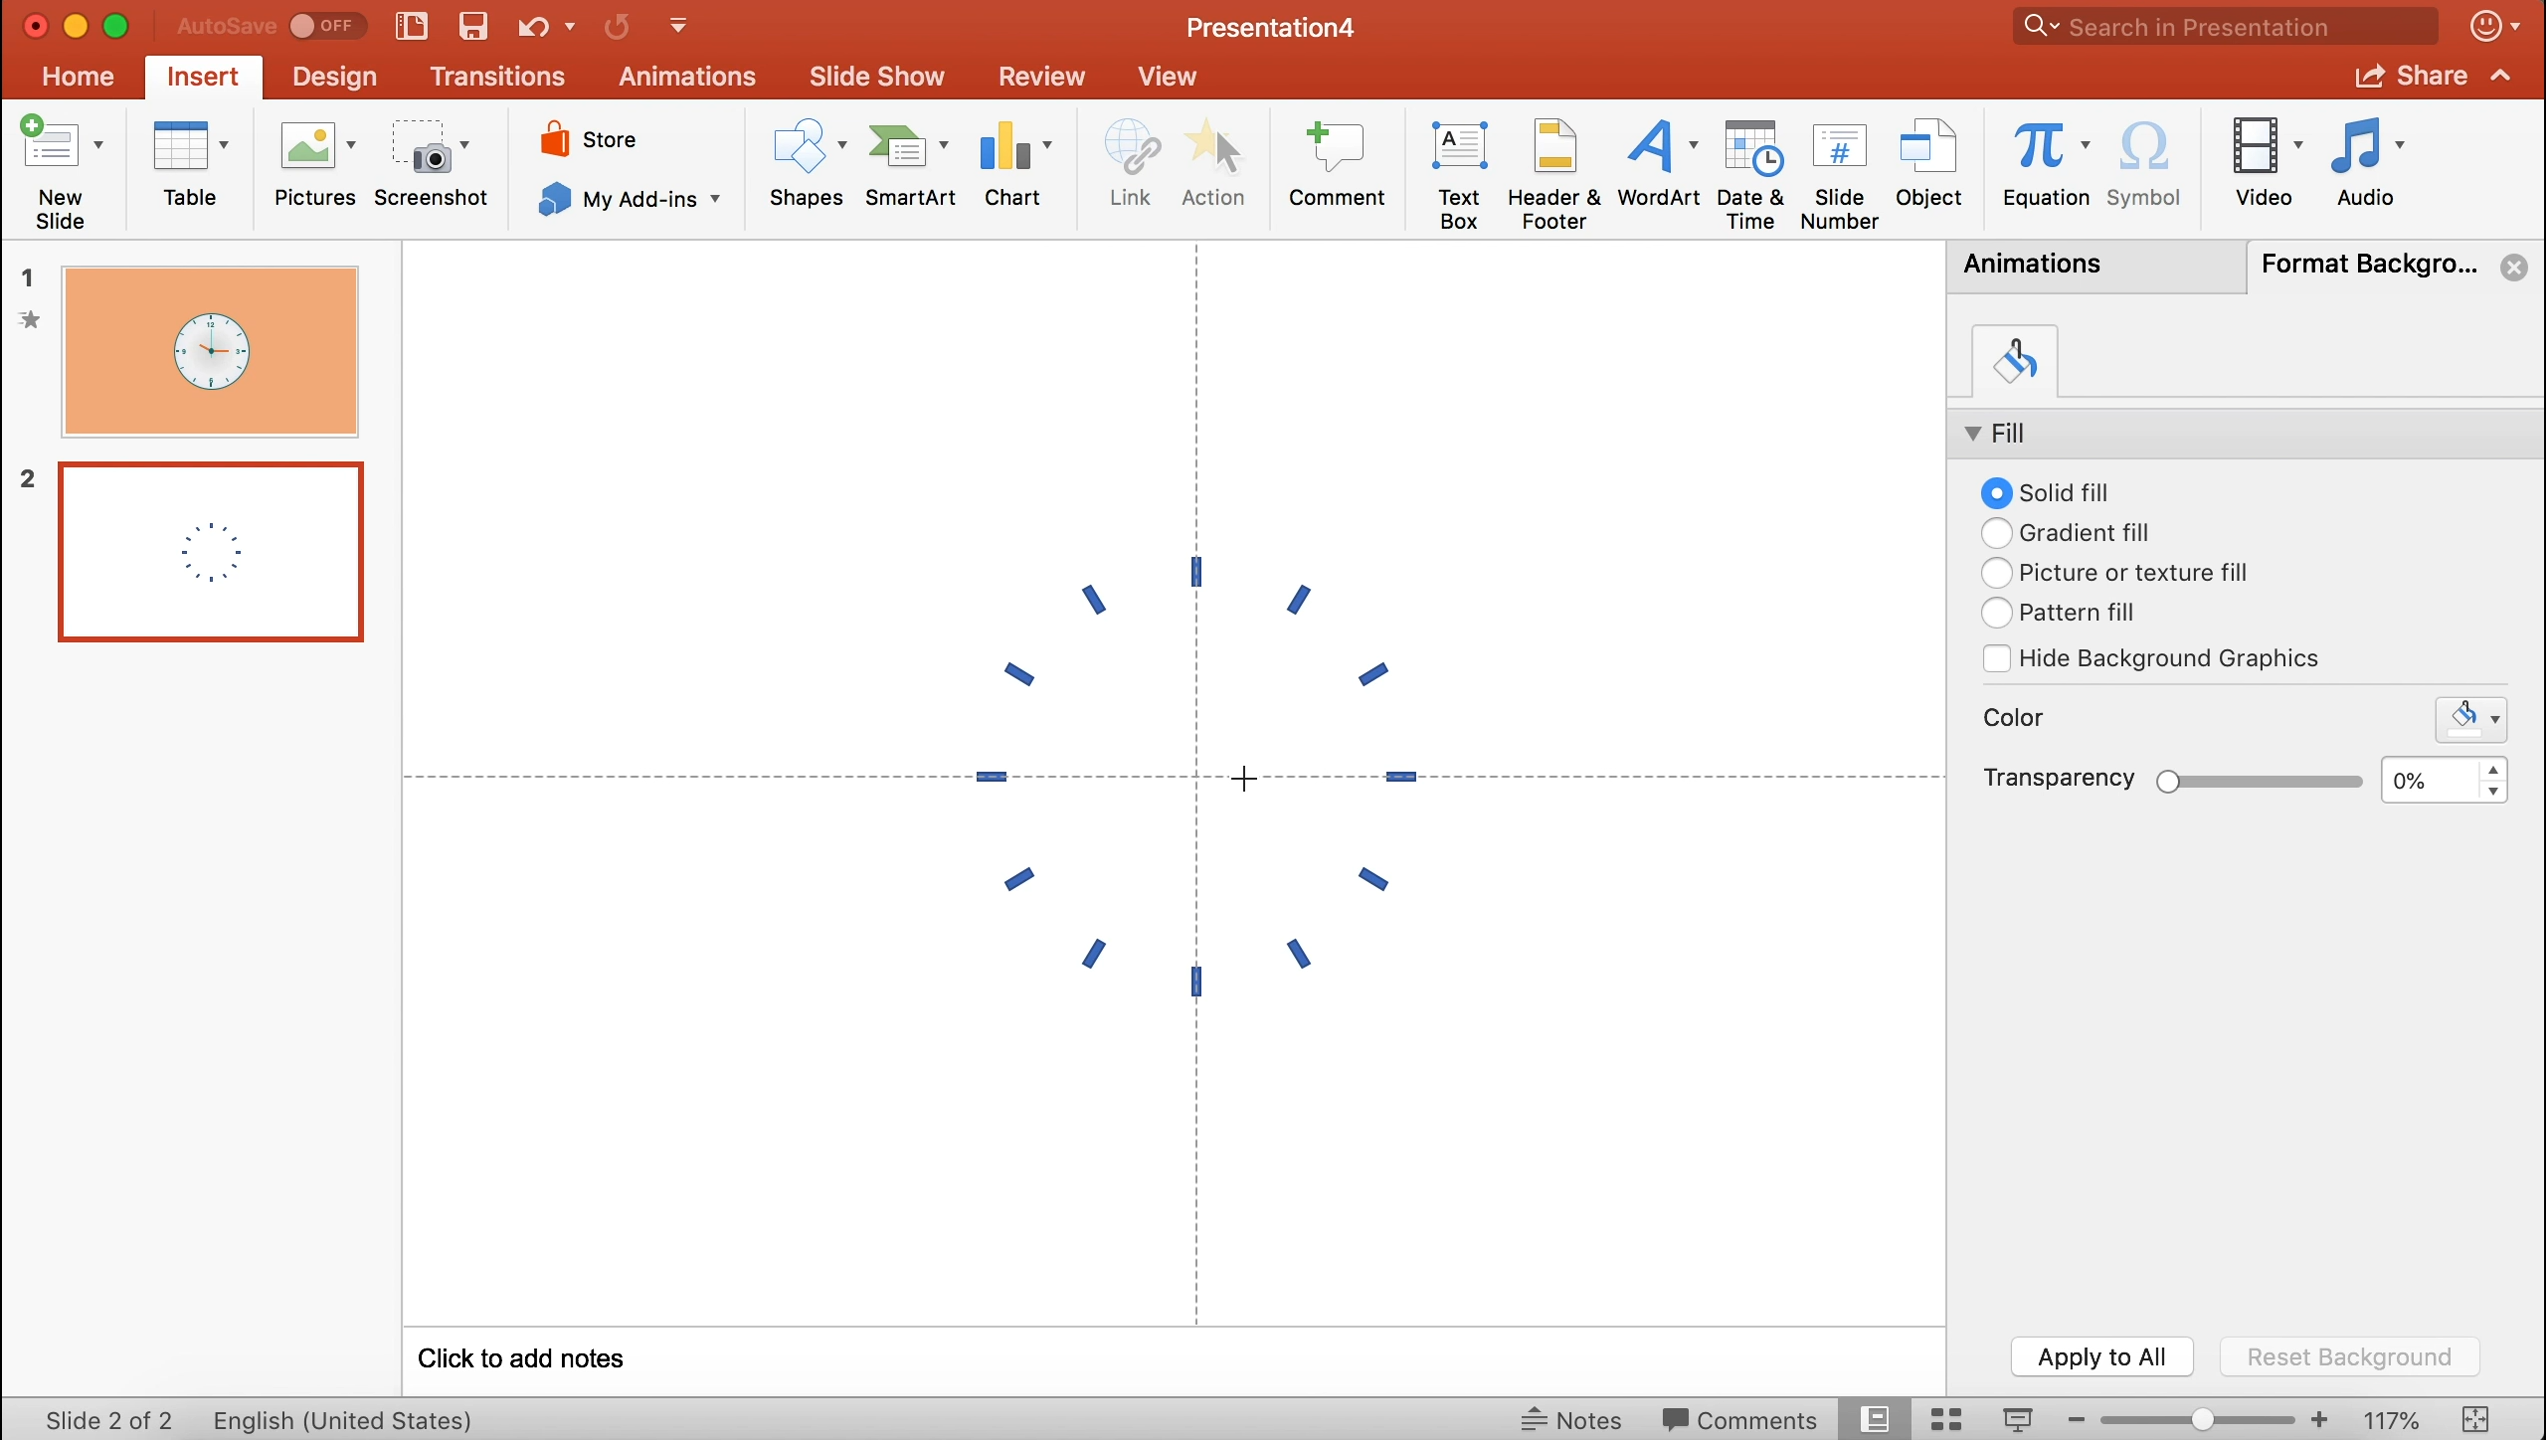 AutoSave OFF
Presentation4
Search in Presentation
Home Insert Design Transitions Animations Slide Show Review View
Share
New Slide
Table
Pictures
Screenshot
Store
My Add-ins
Shapes
SmartArt
Chart
Link
Action
Comment
Text Box
Header & Footer
WordArt
Date & Time
Slide Number
Object
Equation
Symbol
Video
Audio
1
12
3
6
9
2
Animations
Format Backgro...
Fill
Solid fill
Gradient fill
Picture or texture fill
Pattern fill
Hide Background Graphics
Color
Transparency 0%
Apply to All
Reset Background
Click to add notes
Slide 2 of 2
English (United States)
Notes
Comments
117%